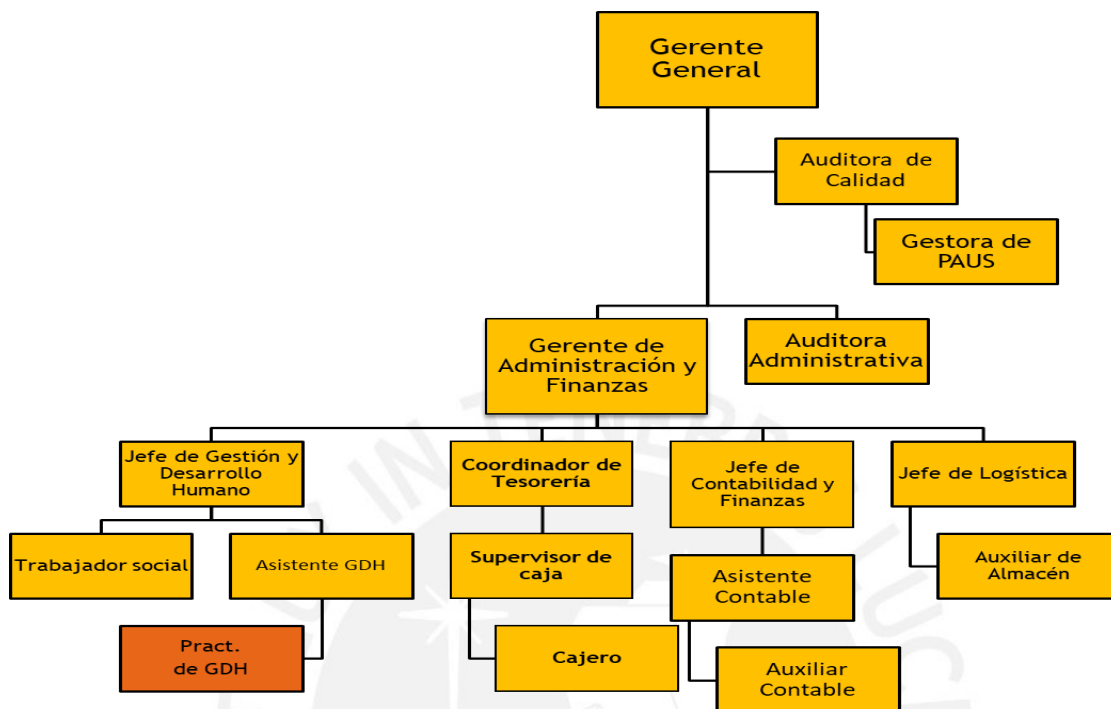 Gerente
General
Auditora de
Calidad
Gestora de
PAUS
Gerente de
Administración y
Finanzas
Auditora
Administrativa
Jefe de Gestión y
Desarrollo
Humano
Coordinador de
Tesorería
Jefe de
Contabilidad y
Finanzas
Jefe de Logística
Trabajador social
Asistente GDH
Supervisor de
caja
Asistente
Contable
Auxiliar de
Almacén
Pract.
de GDH
Cajero
Auxiliar
Contable